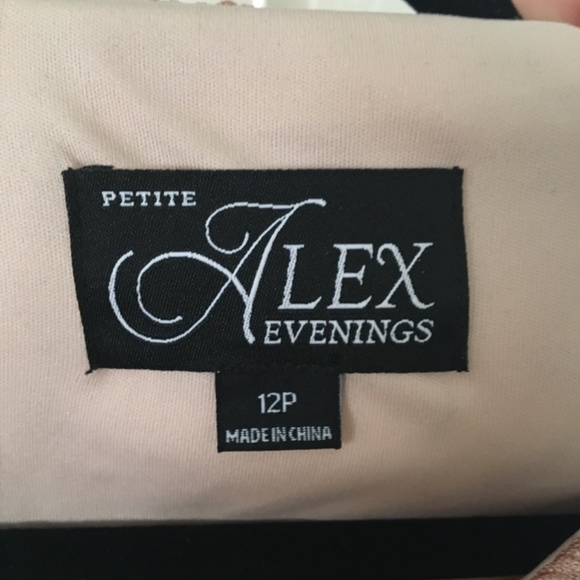 PETITE
ALEX
EVENINGS
12P
MADE IN CHINA